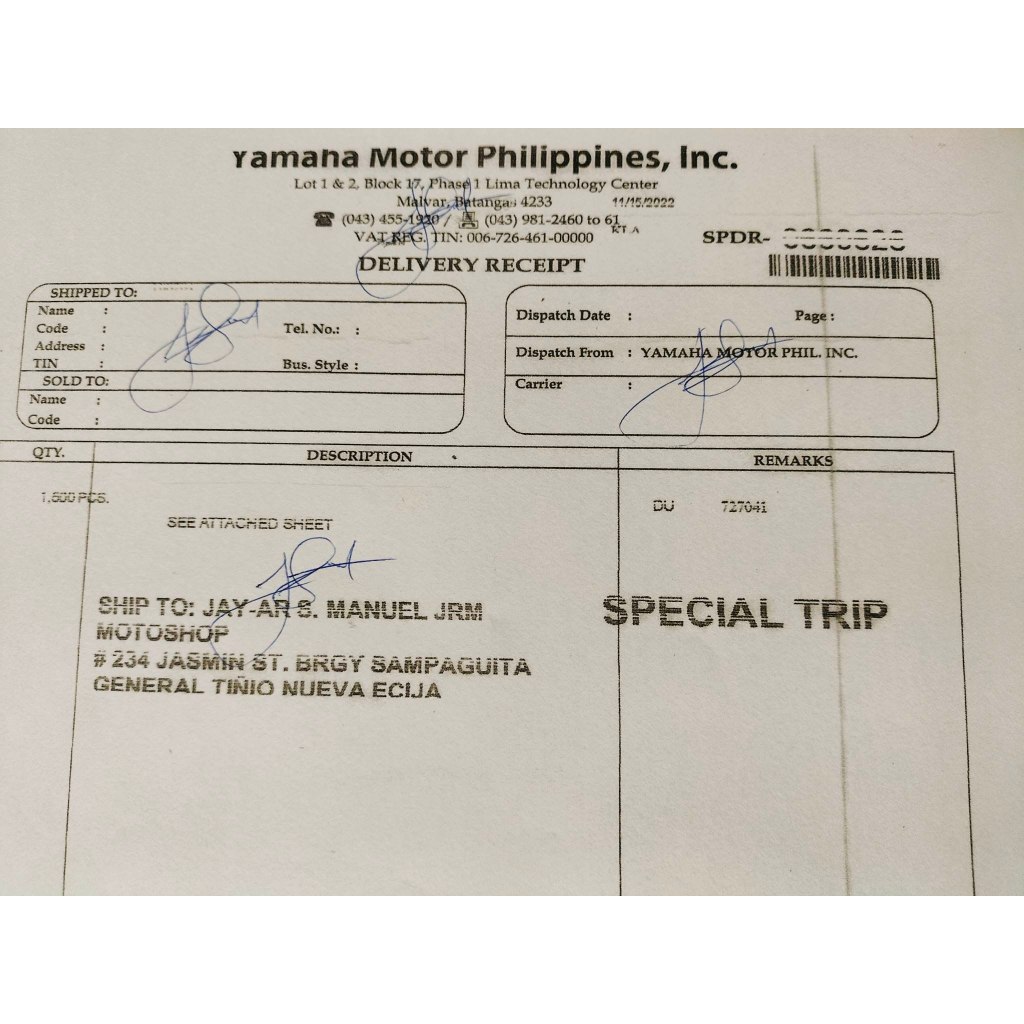 Yamaha Motor Philippines, Inc.
Lot 1 & 2, Block 17, Phase 1 Lima Technology Center
Malvar, Batangas 4233
11/15/2022
☎ (043) 455-1920 / (043) 981-2460 to 61
VAT REG. TIN: 006-726-461-00000
SPDR-
DELIVERY RECEIPT
SHIPPED TO:
Name :
Code : Tel. No.: :
Address :
TIN : Bus. Style :
SOLD TO:
Name :
Code :
Dispatch Date : Page :
Dispatch From : YAMAHA MOTOR PHIL. INC.
Carrier :
QTY. DESCRIPTION REMARKS
PCS. DU 727041
SEE ATTACHED SHEET
SHIP TO: JAY-AR S. MANUEL JRM SPECIAL TRIP
MOTOSHOP
# 234 JASMIN ST. BRGY SAMPAGUITA
GENERAL TIÑIO NUEVA ECIJA